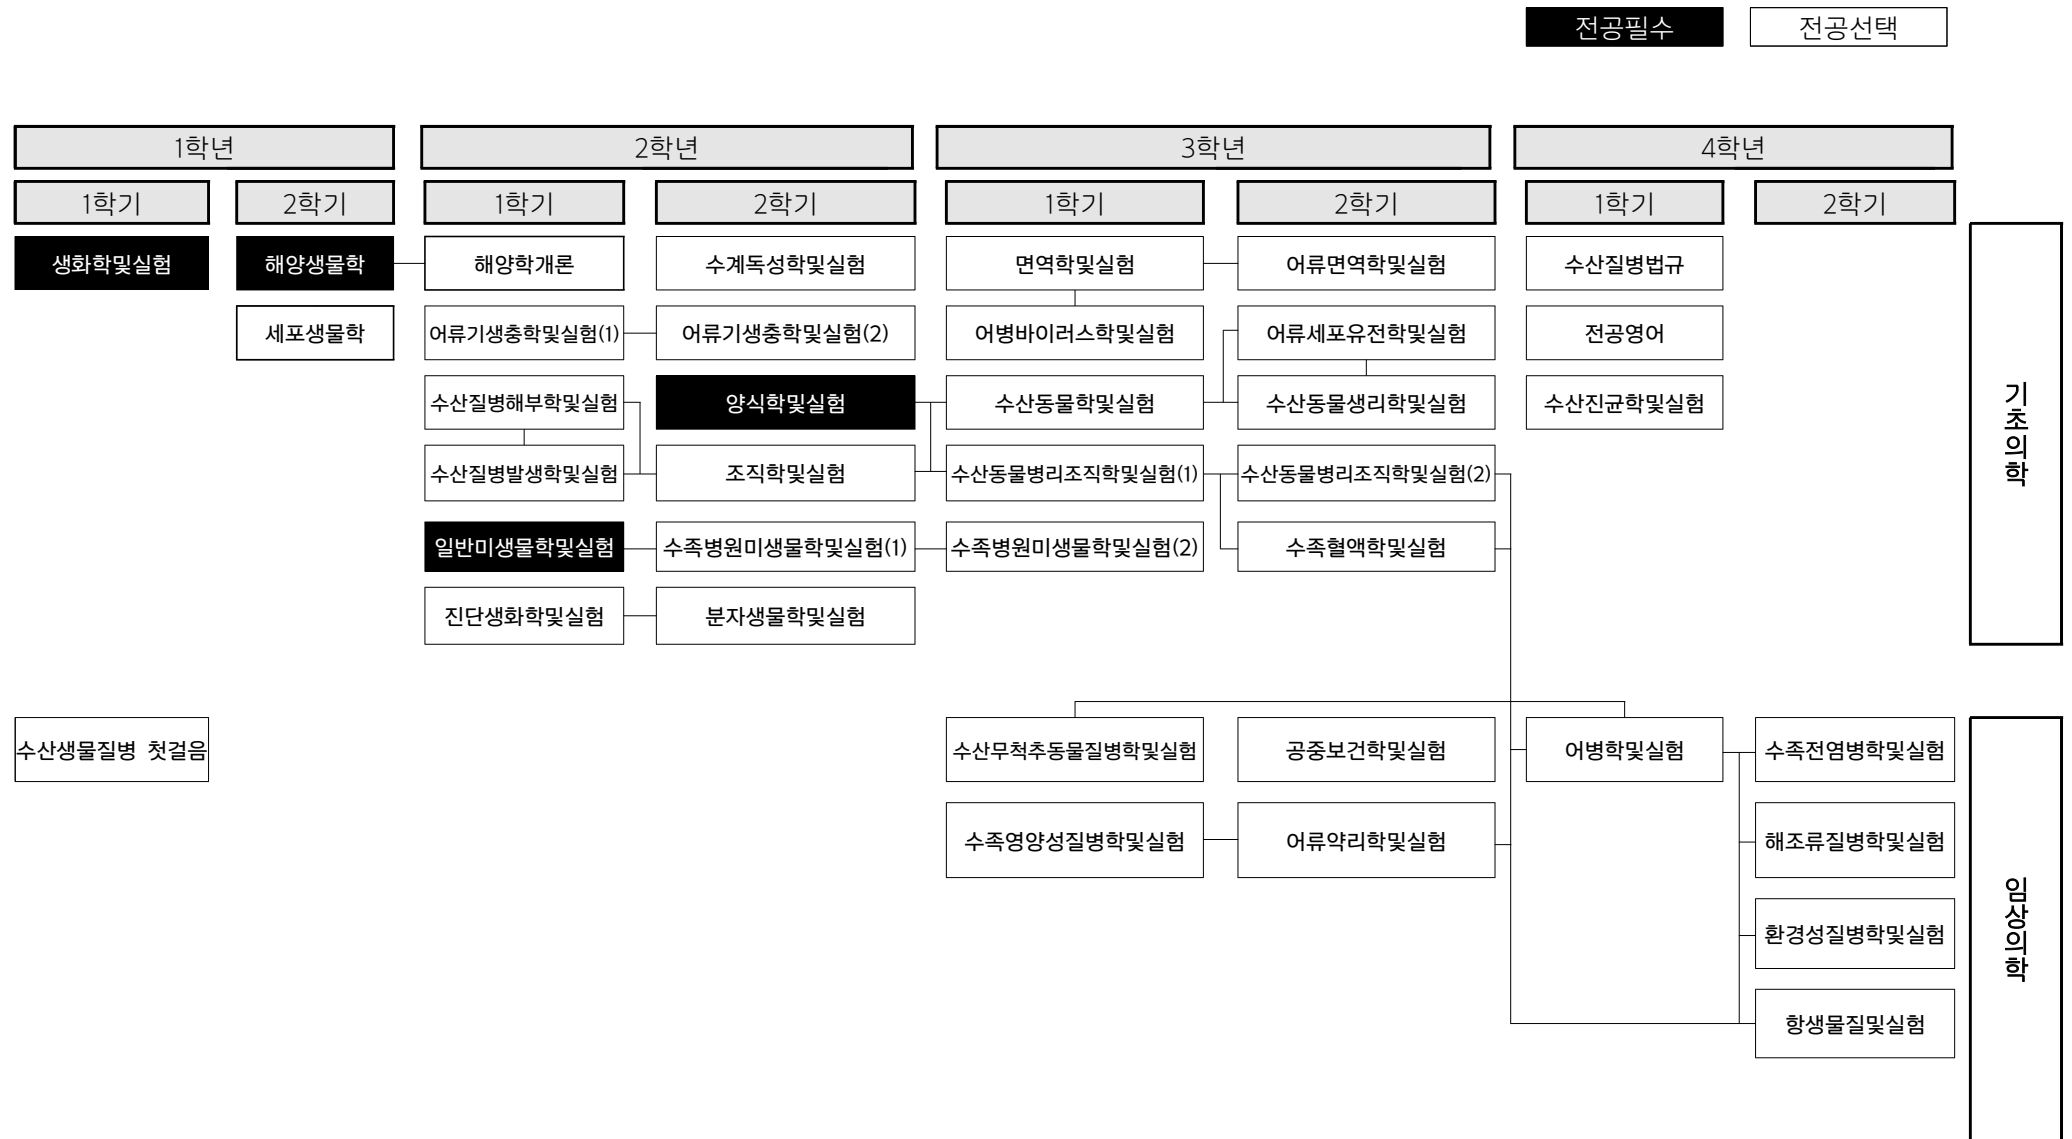 전공필수 전공선택
1학년 2학년 3학년 4학년
1학기 2학기 1학기 2학기 1학기 2학기 1학기 2학기
생화학및실험 해양생물학 해양학개론 수계독성학및실험 면역학및실험 어류면역학및실험 수산질병법규
세포생물학 어류기생충학및실험(1) 어류기생충학및실험(2) 어병바이러스학및실험 어류세포유전학및실험 전공영어
수산질병해부학및실험 양식학및실험 수산동물학및실험 수산동물생리학및실험 수산진균학및실험
기초의학
수산질병발생학및실험 조직학및실험 수산동물병리조직학및실험(1) 수산동물병리조직학및실험(2)
일반미생물학및실험 수족병원미생물학및실험(1) 수족병원미생물학및실험(2) 수족혈액학및실험
진단생화학및실험 분자생물학및실험
수산생물질병 첫걸음 수산무척추동물질병학및실험 공중보건학및실험 어병학및실험 수족전염병학및실험
수족영양성질병학및실험 어류약리학및실험 해조류질병학및실험
임상의학
환경성질병학및실험
항생물질및실험